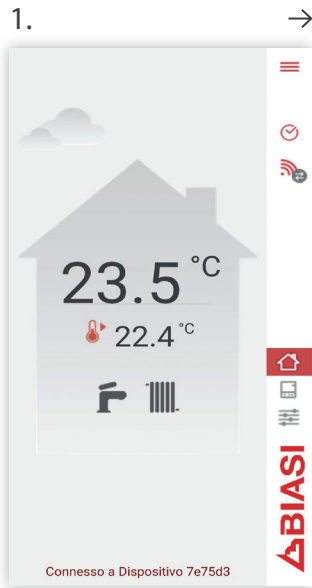 1.
23.5 °C
22.4 °C
Connesso a Dispositivo 7e75d3
BIASI